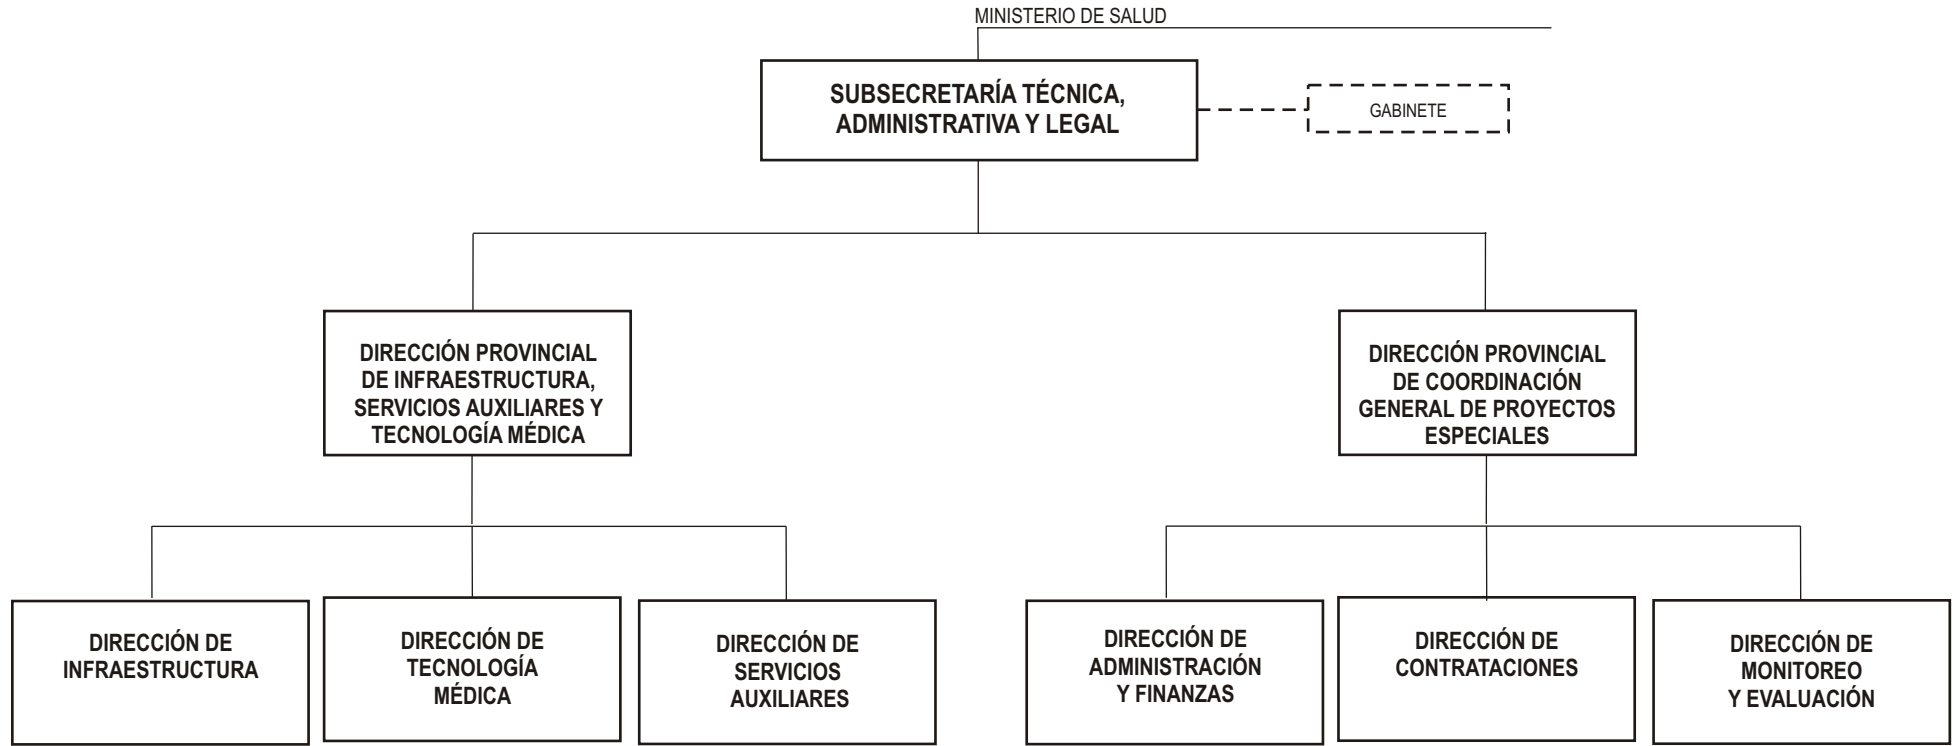 MINISTERIO DE SALUD
SUBSECRETARÍA TÉCNICA,
ADMINISTRATIVA Y LEGAL
GABINETE
DIRECCIÓN PROVINCIAL
DE INFRAESTRUCTURA,
SERVICIOS AUXILIARES Y
TECNOLOGÍA MÉDICA
DIRECCIÓN PROVINCIAL
DE COORDINACIÓN
GENERAL DE PROYECTOS
ESPECIALES
DIRECCIÓN DE
INFRAESTRUCTURA
DIRECCIÓN DE
TECNOLOGÍA
MÉDICA
DIRECCIÓN DE
SERVICIOS
AUXILIARES
DIRECCIÓN DE
ADMINISTRACIÓN
Y FINANZAS
DIRECCIÓN DE
CONTRATACIONES
DIRECCIÓN DE
MONITOREO
Y EVALUACIÓN